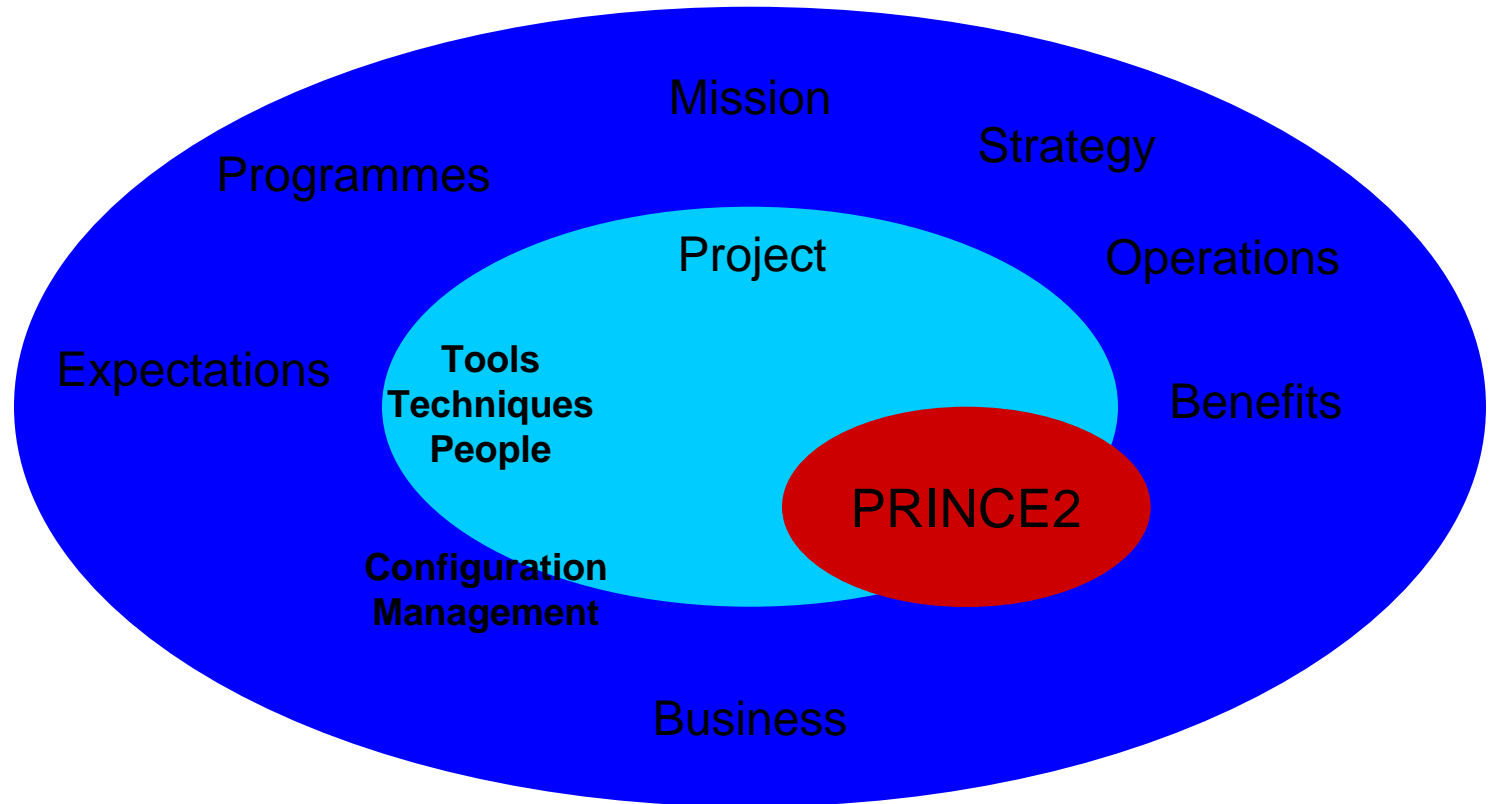 Mission
Strategy
Programmes
Project
Operations
Tools
Techniques
People
Expectations
Benefits
PRINCE2
Configuration
Management
Business